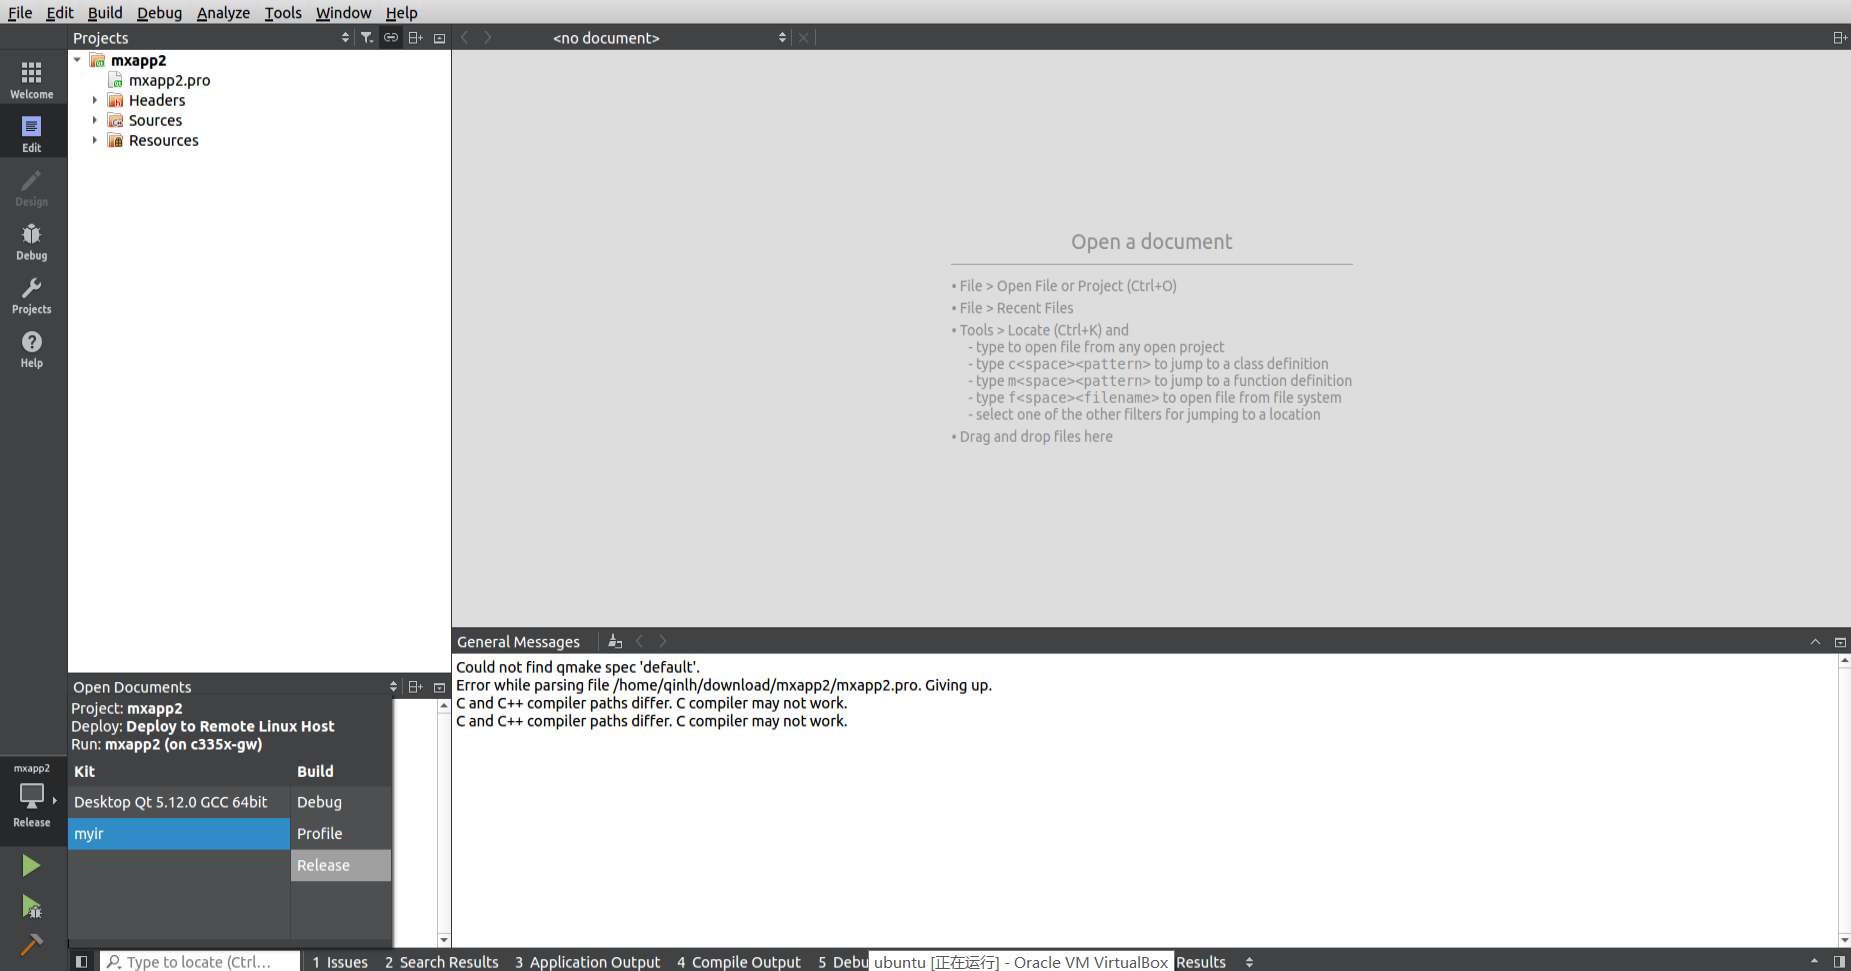 File Edit Build Debug Analyze Tools Window Help
Projects
<no document>
Welcome
Edit
Design
Debug
Projects
Help
mxapp2
mxapp2.pro
Headers
Sources
Resources
Open a document
• File > Open File or Project (Ctrl+O)
• File > Recent Files
• Tools > Locate (Ctrl+K) and
- type to open file from any open project
- type c<space><pattern> to jump to a class definition
- type m<space><pattern> to jump to a function definition
- type f<space><filename> to open file from file system
- select one of the other filters for jumping to a location
• Drag and drop files here
General Messages
Could not find qmake spec 'default'.
Error while parsing file /home/qinlh/download/mxapp2/mxapp2.pro. Giving up.
C and C++ compiler paths differ. C compiler may not work.
C and C++ compiler paths differ. C compiler may not work.
Open Documents
Project: mxapp2
Deploy: Deploy to Remote Linux Host
Run: mxapp2 (on c335x-gw)
Kit Build
Desktop Qt 5.12.0 GCC 64bit Debug
myir Profile
Release
mxapp2
Release
Type to locate (Ctrl... 1 Issues 2 Search Results 3 Application Output 4 Compile Output 5 Debu ubuntu [正在运行] - Oracle VM VirtualBox Results